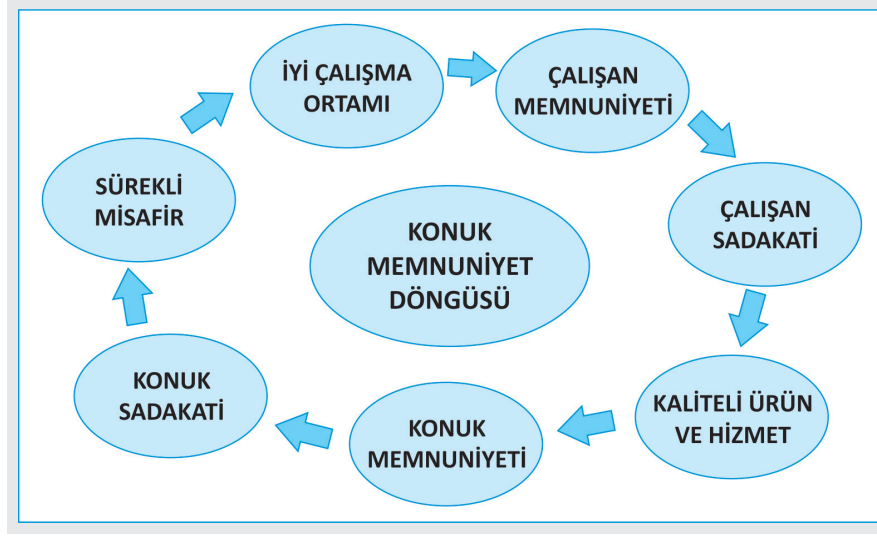 İYİ ÇALIŞMA
ORTAMI
ÇALIŞAN
MEMNUNİYETİ
ÇALIŞAN
SADAKATİ
KALİTELİ ÜRÜN
VE HİZMET
KONUK
MEMNUNİYETİ
KONUK
SADAKATİ
SÜREKLİ
MİSAFİR
KONUK
MEMNUNİYET
DÖNGÜSÜ